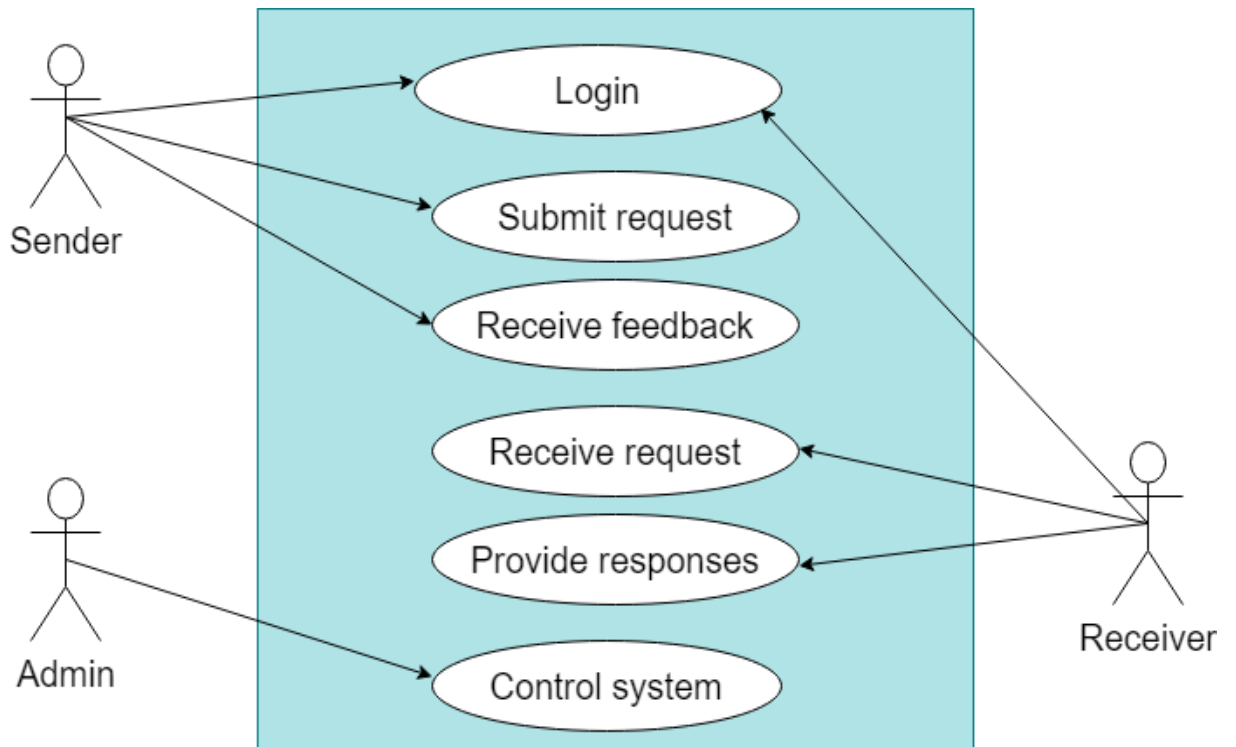 Login
Submit request
Sender
Receive feedback
Receive request
Provide responses
Receiver
Admin
Control system